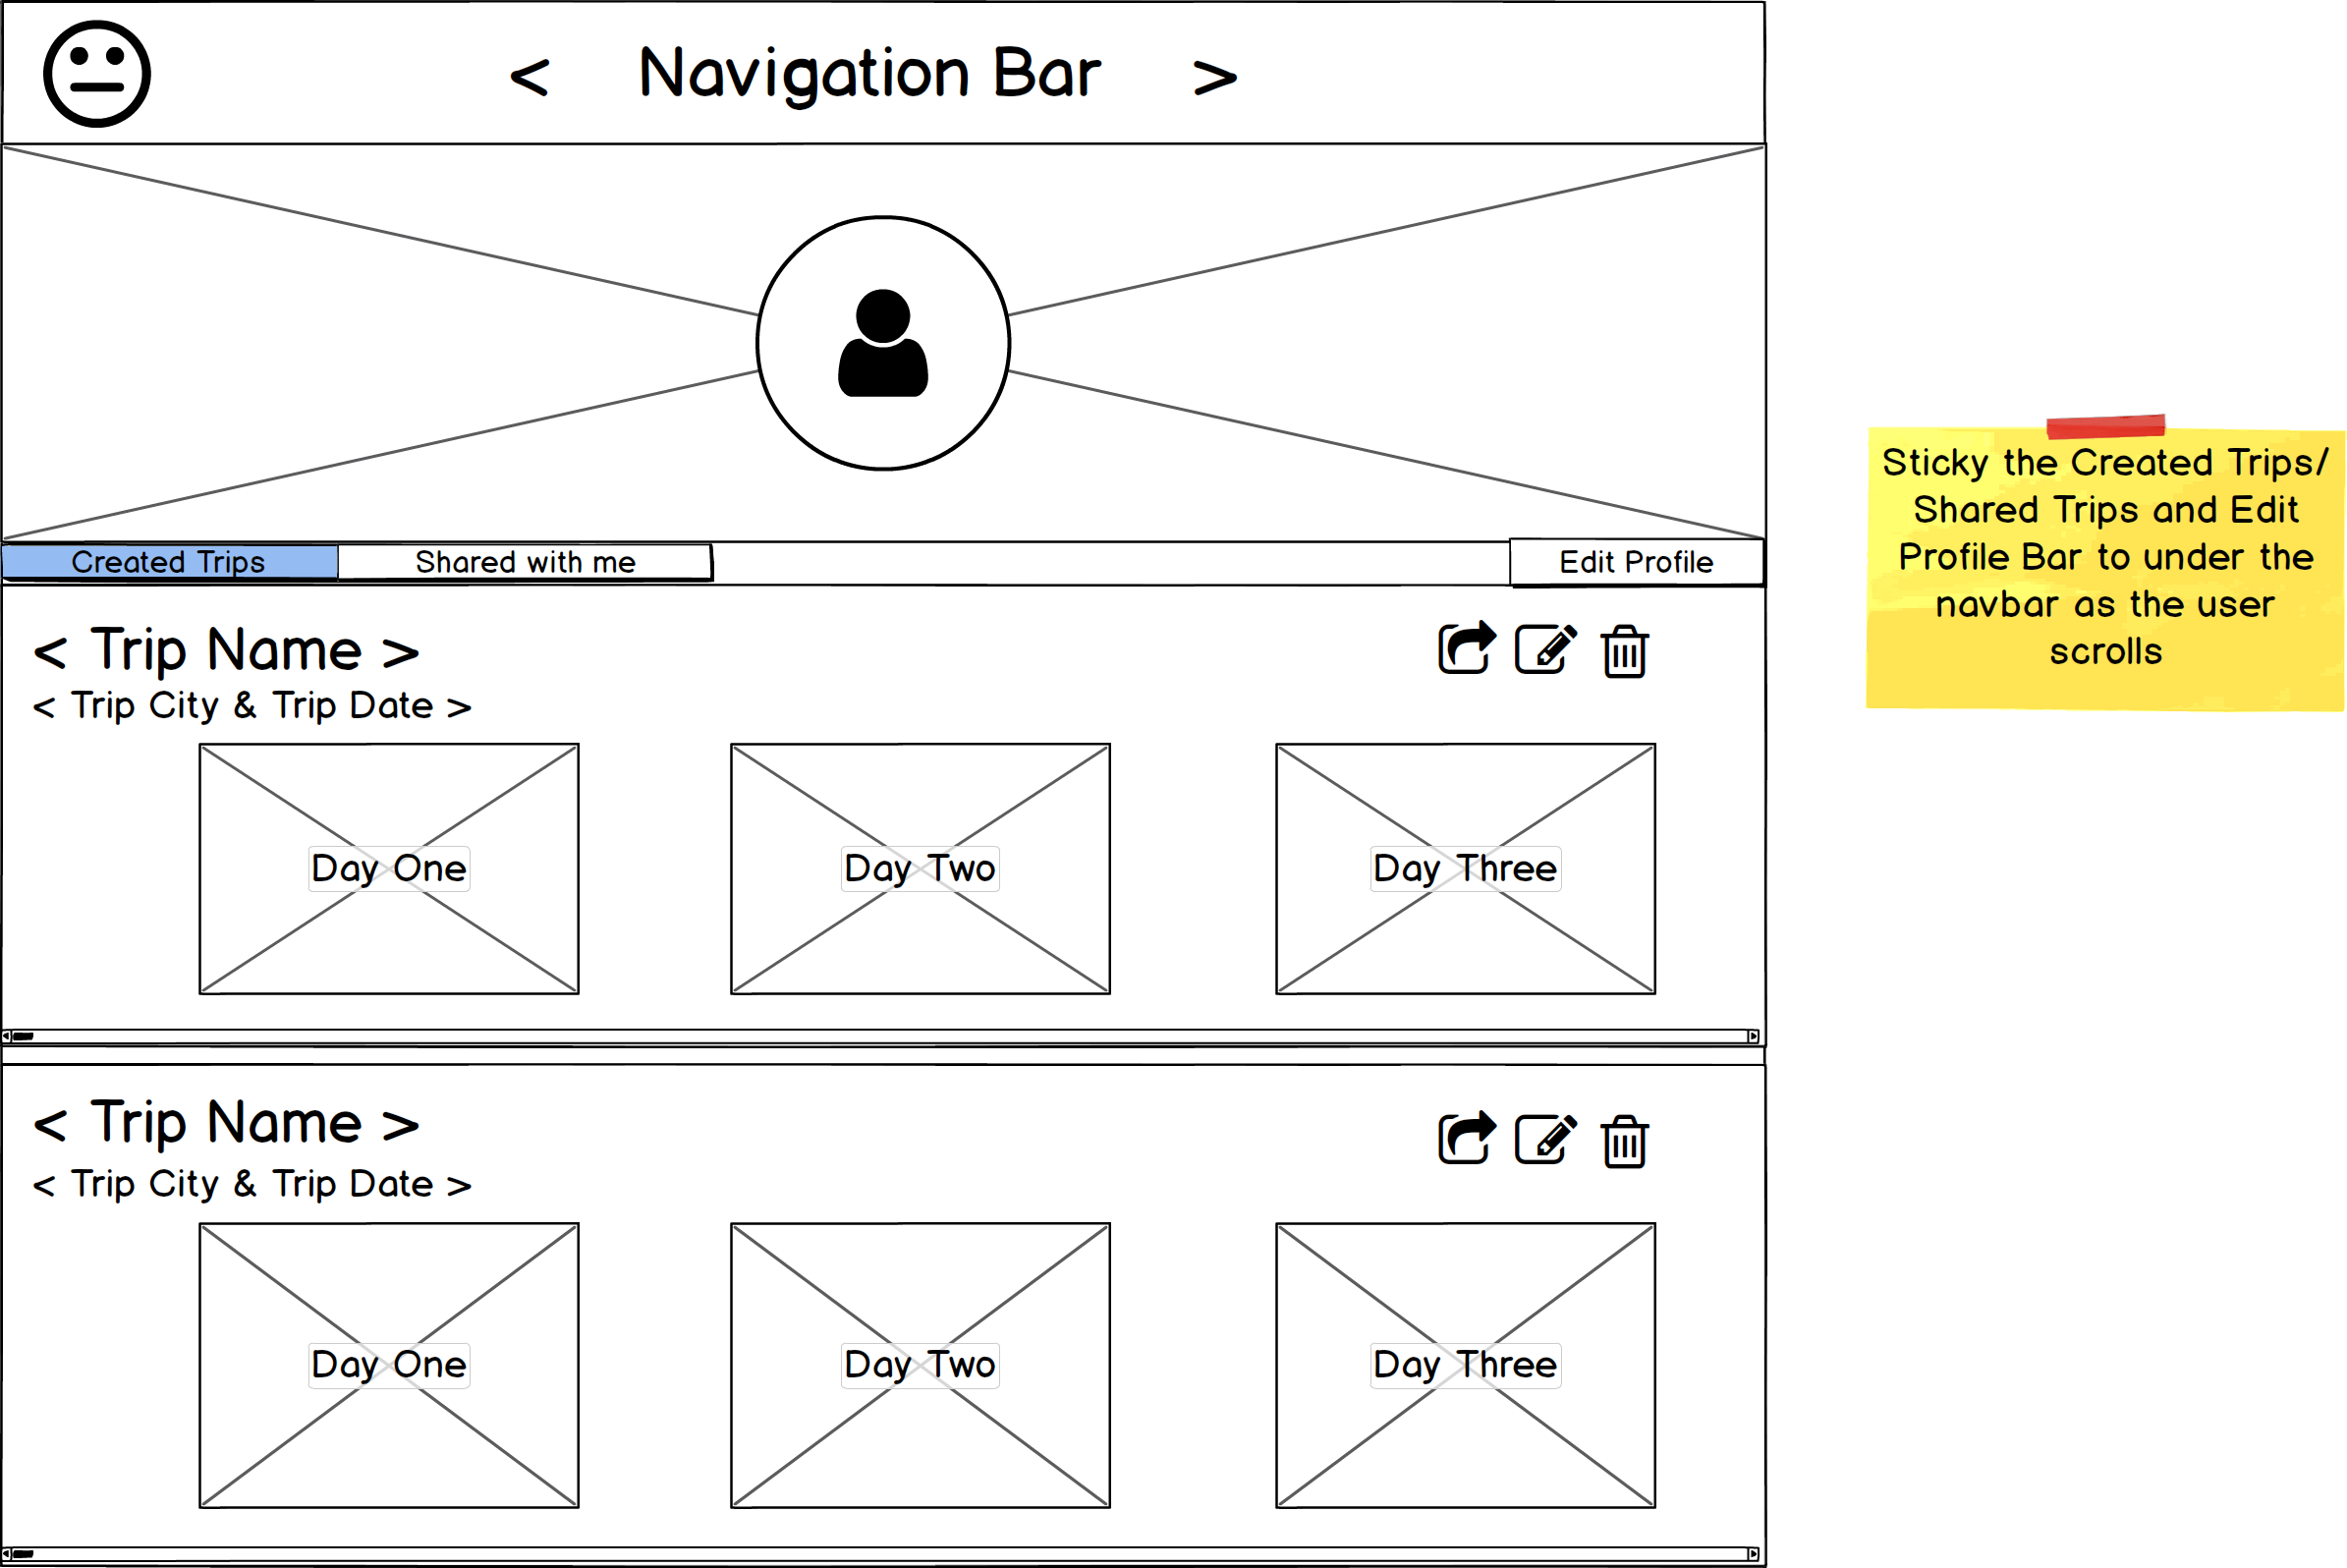 < Navigation Bar >
Created Trips Shared with me Edit Profile
Sticky the Created Trips/
Shared Trips and Edit
Profile Bar to under the
navbar as the user
scrolls
< Trip Name >
< Trip City & Trip Date >
Day One Day Two Day Three
< Trip Name >
< Trip City & Trip Date >
Day One Day Two Day Three